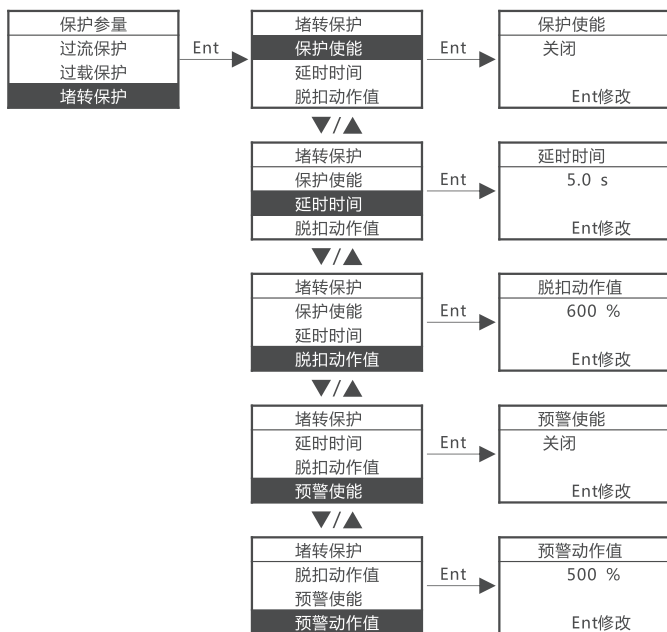 保护参量
过流保护
过载保护
堵转保护
Ent
堵转保护
保护使能
延时时间
脱扣动作值
Ent
保护使能
关闭
Ent修改
▼/▲
堵转保护
保护使能
延时时间
脱扣动作值
Ent
延时时间
5.0 s
Ent修改
▼/▲
堵转保护
保护使能
延时时间
脱扣动作值
Ent
脱扣动作值
600 %
Ent修改
▼/▲
堵转保护
延时时间
脱扣动作值
预警使能
Ent
预警使能
关闭
Ent修改
▼/▲
堵转保护
脱扣动作值
预警使能
预警动作值
Ent
预警动作值
500 %
Ent修改